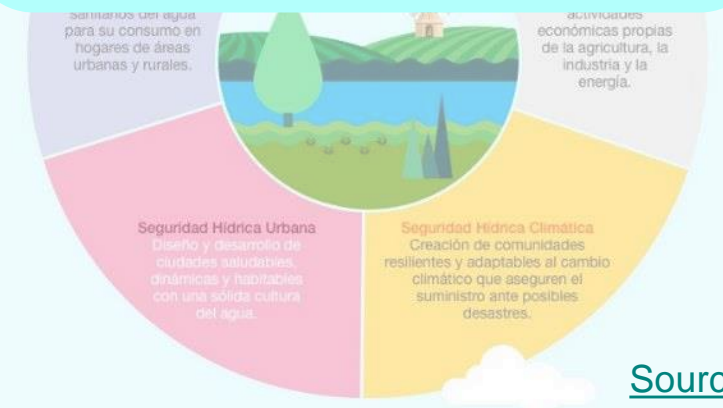 sanitarios del agua
para su consumo en
hogares de áreas
urbanas y rurales.
actividades
económicas propias
de la agricultura, la
industria y la
energía.
Seguridad Hídrica Urbana
Diseño y desarrollo de
ciudades saludables,
dinámicas y habitables
con una sólida cultura
del agua.
Seguridad Hídrica Climática
Creación de comunidades
resilientes y adaptables al cambio
climático que aseguren el
suministro ante posibles
desastres.
Sourc